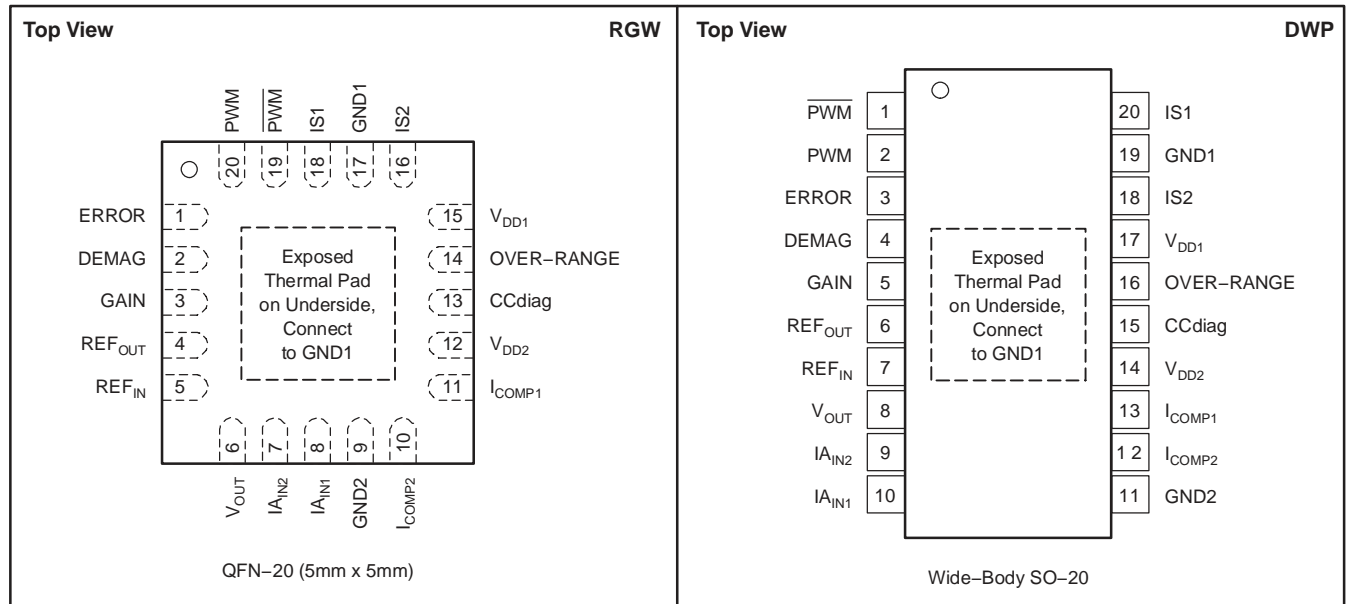 Top View
RGW
PWM
PWM
IS1
GND1
IS2
20
19
18
17
16
ERROR
1
DEMAG
2
GAIN
3
REFOUT
4
REFIN
5
Exposed
Thermal Pad
on Underside,
Connect
to GND1
15
VDD1
14
OVER−RANGE
13
CCdiag
12
VDD2
11
ICOMP1
6
7
8
9
10
VOUT
IAIN2
IAIN1
GND2
ICOMP2
QFN−20 (5mm x 5mm)
Top View
DWP
PWM
1
PWM
2
ERROR
3
DEMAG
4
GAIN
5
REFOUT
6
REFIN
7
VOUT
8
IAIN2
9
IAIN1
10
Exposed
Thermal Pad
on Underside,
Connect
to GND1
20
IS1
19
GND1
18
IS2
17
VDD1
16
OVER−RANGE
15
CCdiag
14
VDD2
13
ICOMP1
1 2
ICOMP2
11
GND2
Wide−Body SO−20